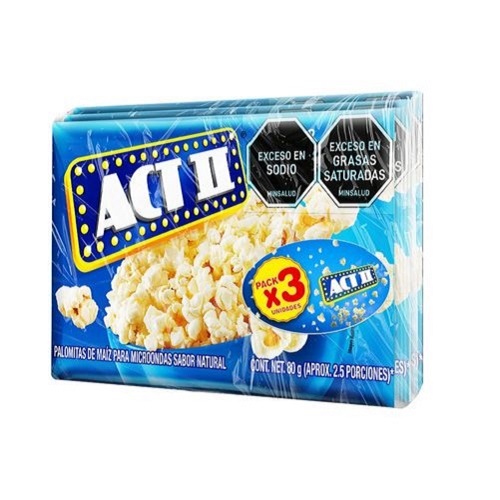 EXCESO EN
SODIO
MINSALUD
EXCESO EN
GRASAS
SATURADAS
MINSALUD
ACT II
PACK
x3
UNIDADES
ACT II
PALOMITAS DE MAÍZ PARA MICROONDAS SABOR NATURAL
CONT. NET. 80 g (APROX. 2.5 PORCIONES)